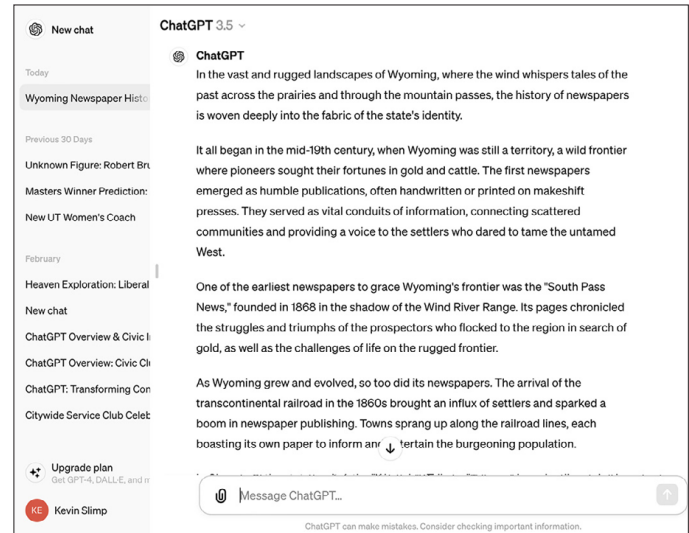 New chat
Today
Wyoming Newspaper Histo
Previous 30 Days
Unknown Figure: Robert Bru
Masters Winner Prediction:
New UT Women's Coach
February
Heaven Exploration: Liberal
New chat
ChatGPT Overview & Civic I
ChatGPT Overview: Civic Cl
ChatGPT: Transforming Con
Citywide Service Club Celeb
Upgrade plan
Get GPT-4, DALL·E, and m
KE
Kevin Slimp
ChatGPT 3.5
ChatGPT
In the vast and rugged landscapes of Wyoming, where the wind whispers tales of the
past across the prairies and through the mountain passes, the history of newspapers
is woven deeply into the fabric of the state's identity.
It all began in the mid-19th century, when Wyoming was still a territory, a wild frontier
where pioneers sought their fortunes in gold and cattle. The first newspapers
emerged as humble publications, often handwritten or printed on makeshift
presses. They served as vital conduits of information, connecting scattered
communities and providing a voice to the settlers who dared to tame the untamed
West.
One of the earliest newspapers to grace Wyoming's frontier was the "South Pass
News," founded in 1868 in the shadow of the Wind River Range. Its pages chronicled
the struggles and triumphs of the prospectors who flocked to the region in search of
gold, as well as the challenges of life on the rugged frontier.
As Wyoming grew and evolved, so too did its newspapers. The arrival of the
transcontinental railroad in the 1860s brought an influx of settlers and sparked a
boom in newspaper publishing. Towns sprang up along the railroad lines, each
boasting its own paper to inform an tertain the burgeoning population.
Message ChatGPT...
ChatGPT can make mistakes. Consider checking important information.